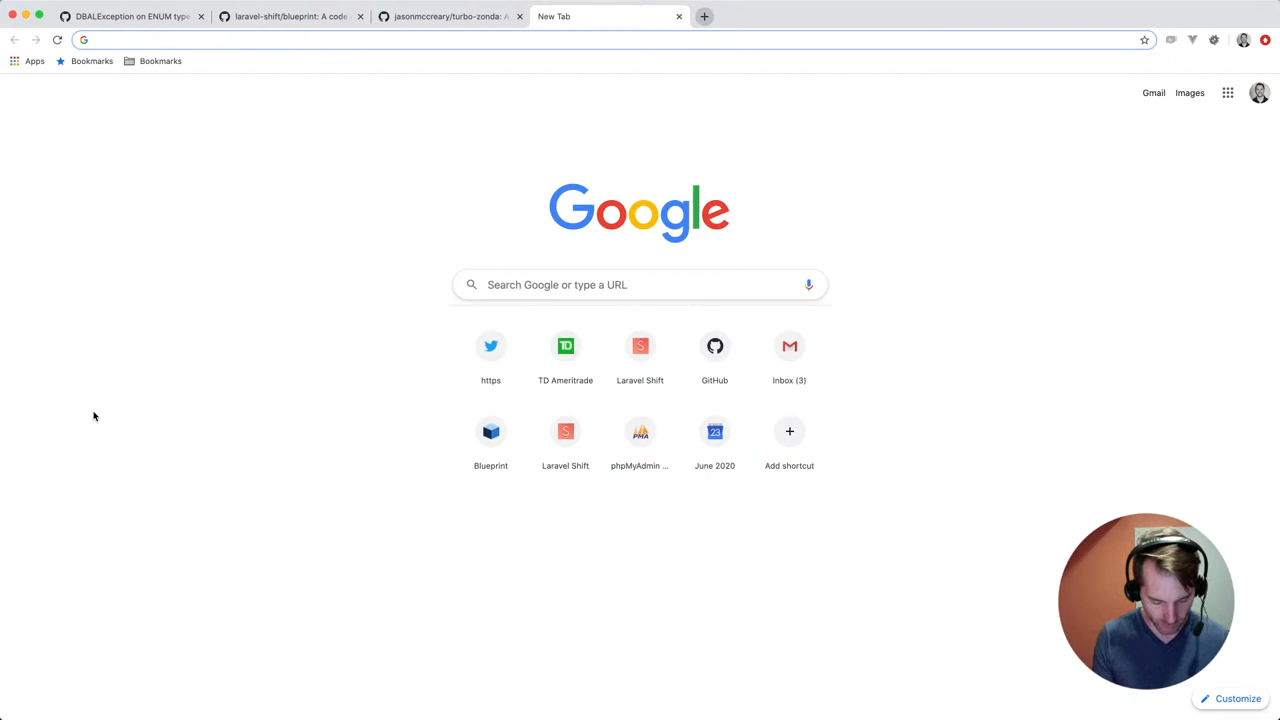 DBALException on ENUM type
laravel-shift/blueprint: A code
jasonmccreary/turbo-zonda: A
New Tab
Apps
Bookmarks
Bookmarks
Gmail
Images
Google
Search Google or type a URL
https
TD Ameritrade
Laravel Shift
GitHub
Inbox (3)
Blueprint
Laravel Shift
phpMyAdmin ...
June 2020
Add shortcut
Customize